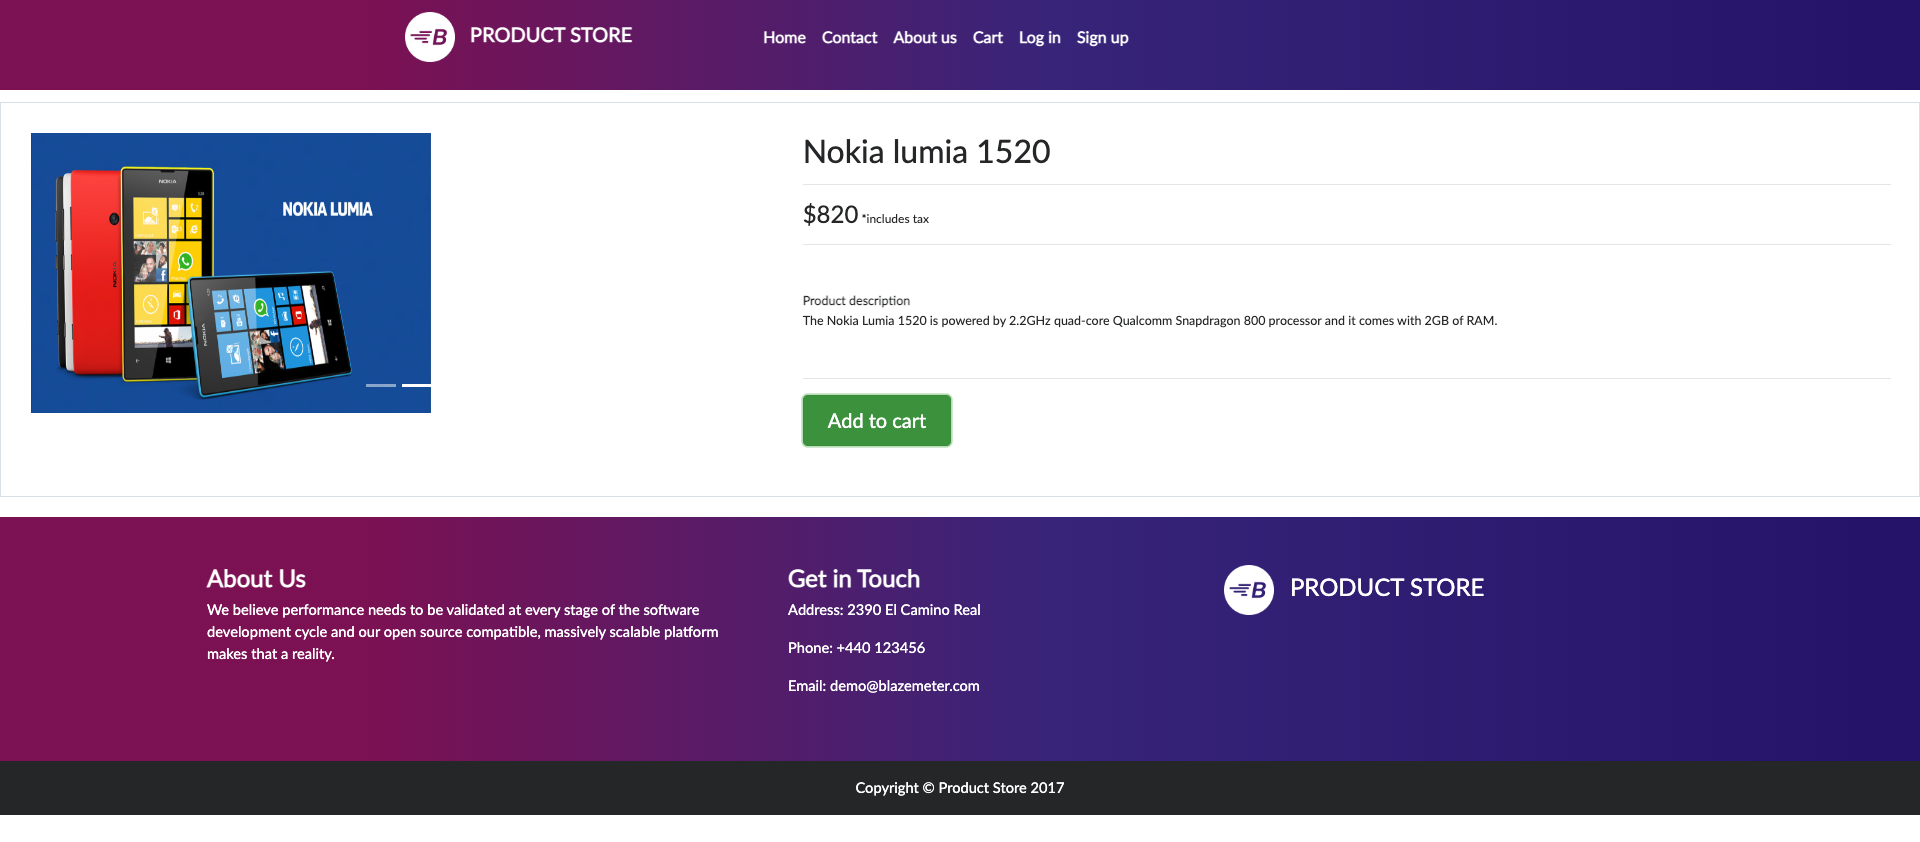 B PRODUCT STORE
Home Contact About us Cart Log in Sign up
NOKIA
NOKIA LUMIA
NOKIA
NOKIA
Nokia lumia 1520
$820 *includes tax
Product description
The Nokia Lumia 1520 is powered by 2.2GHz quad-core Qualcomm Snapdragon 800 processor and it comes with 2GB of RAM.
Add to cart
About Us
We believe performance needs to be validated at every stage of the software
development cycle and our open source compatible, massively scalable platform
makes that a reality.
Get in Touch
Address: 2390 El Camino Real
Phone: +440 123456
Email: demo@blazemeter.com
B PRODUCT STORE
Copyright © Product Store 2017